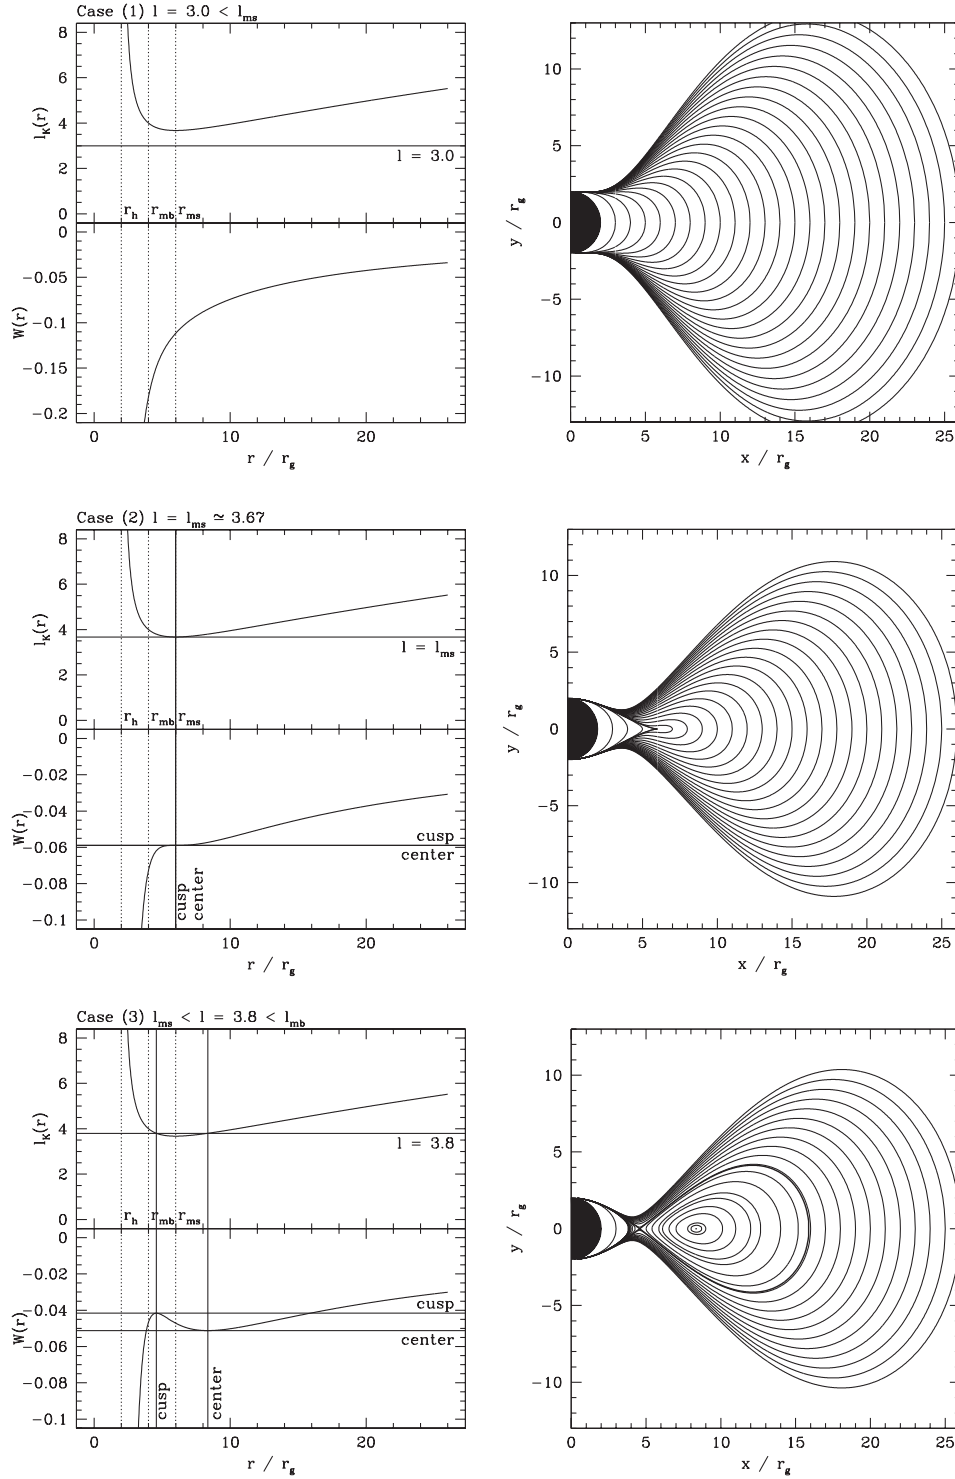 Case (1) l = 3.0 < l_ms
8
6
4
2
0
l_K(r)
l = 3.0
r_h
r_mb
r_ms
0
−0.05
−0.1
−0.15
−0.2
W(r)
0 10 20
r / r_g
10
5
0
−5
−10
y / r_g
0 5 10 15 20 25
x / r_g
Case (2) l = l_ms ≃ 3.67
8
6
4
2
0
l_K(r)
l = l_ms
r_h
r_mb
r_ms
0
−0.02
−0.04
−0.06
−0.08
−0.1
W(r)
cusp
center
cusp
center
0 10 20
r / r_g
10
5
0
−5
−10
y / r_g
0 5 10 15 20 25
x / r_g
Case (3) l_ms < l = 3.8 < l_mb
8
6
4
2
0
l_K(r)
l = 3.8
r_h
r_mb
r_ms
0
−0.02
−0.04
−0.06
−0.08
−0.1
W(r)
cusp
center
cusp
center
0 10 20
r / r_g
10
5
0
−5
−10
y / r_g
0 5 10 15 20 25
x / r_g